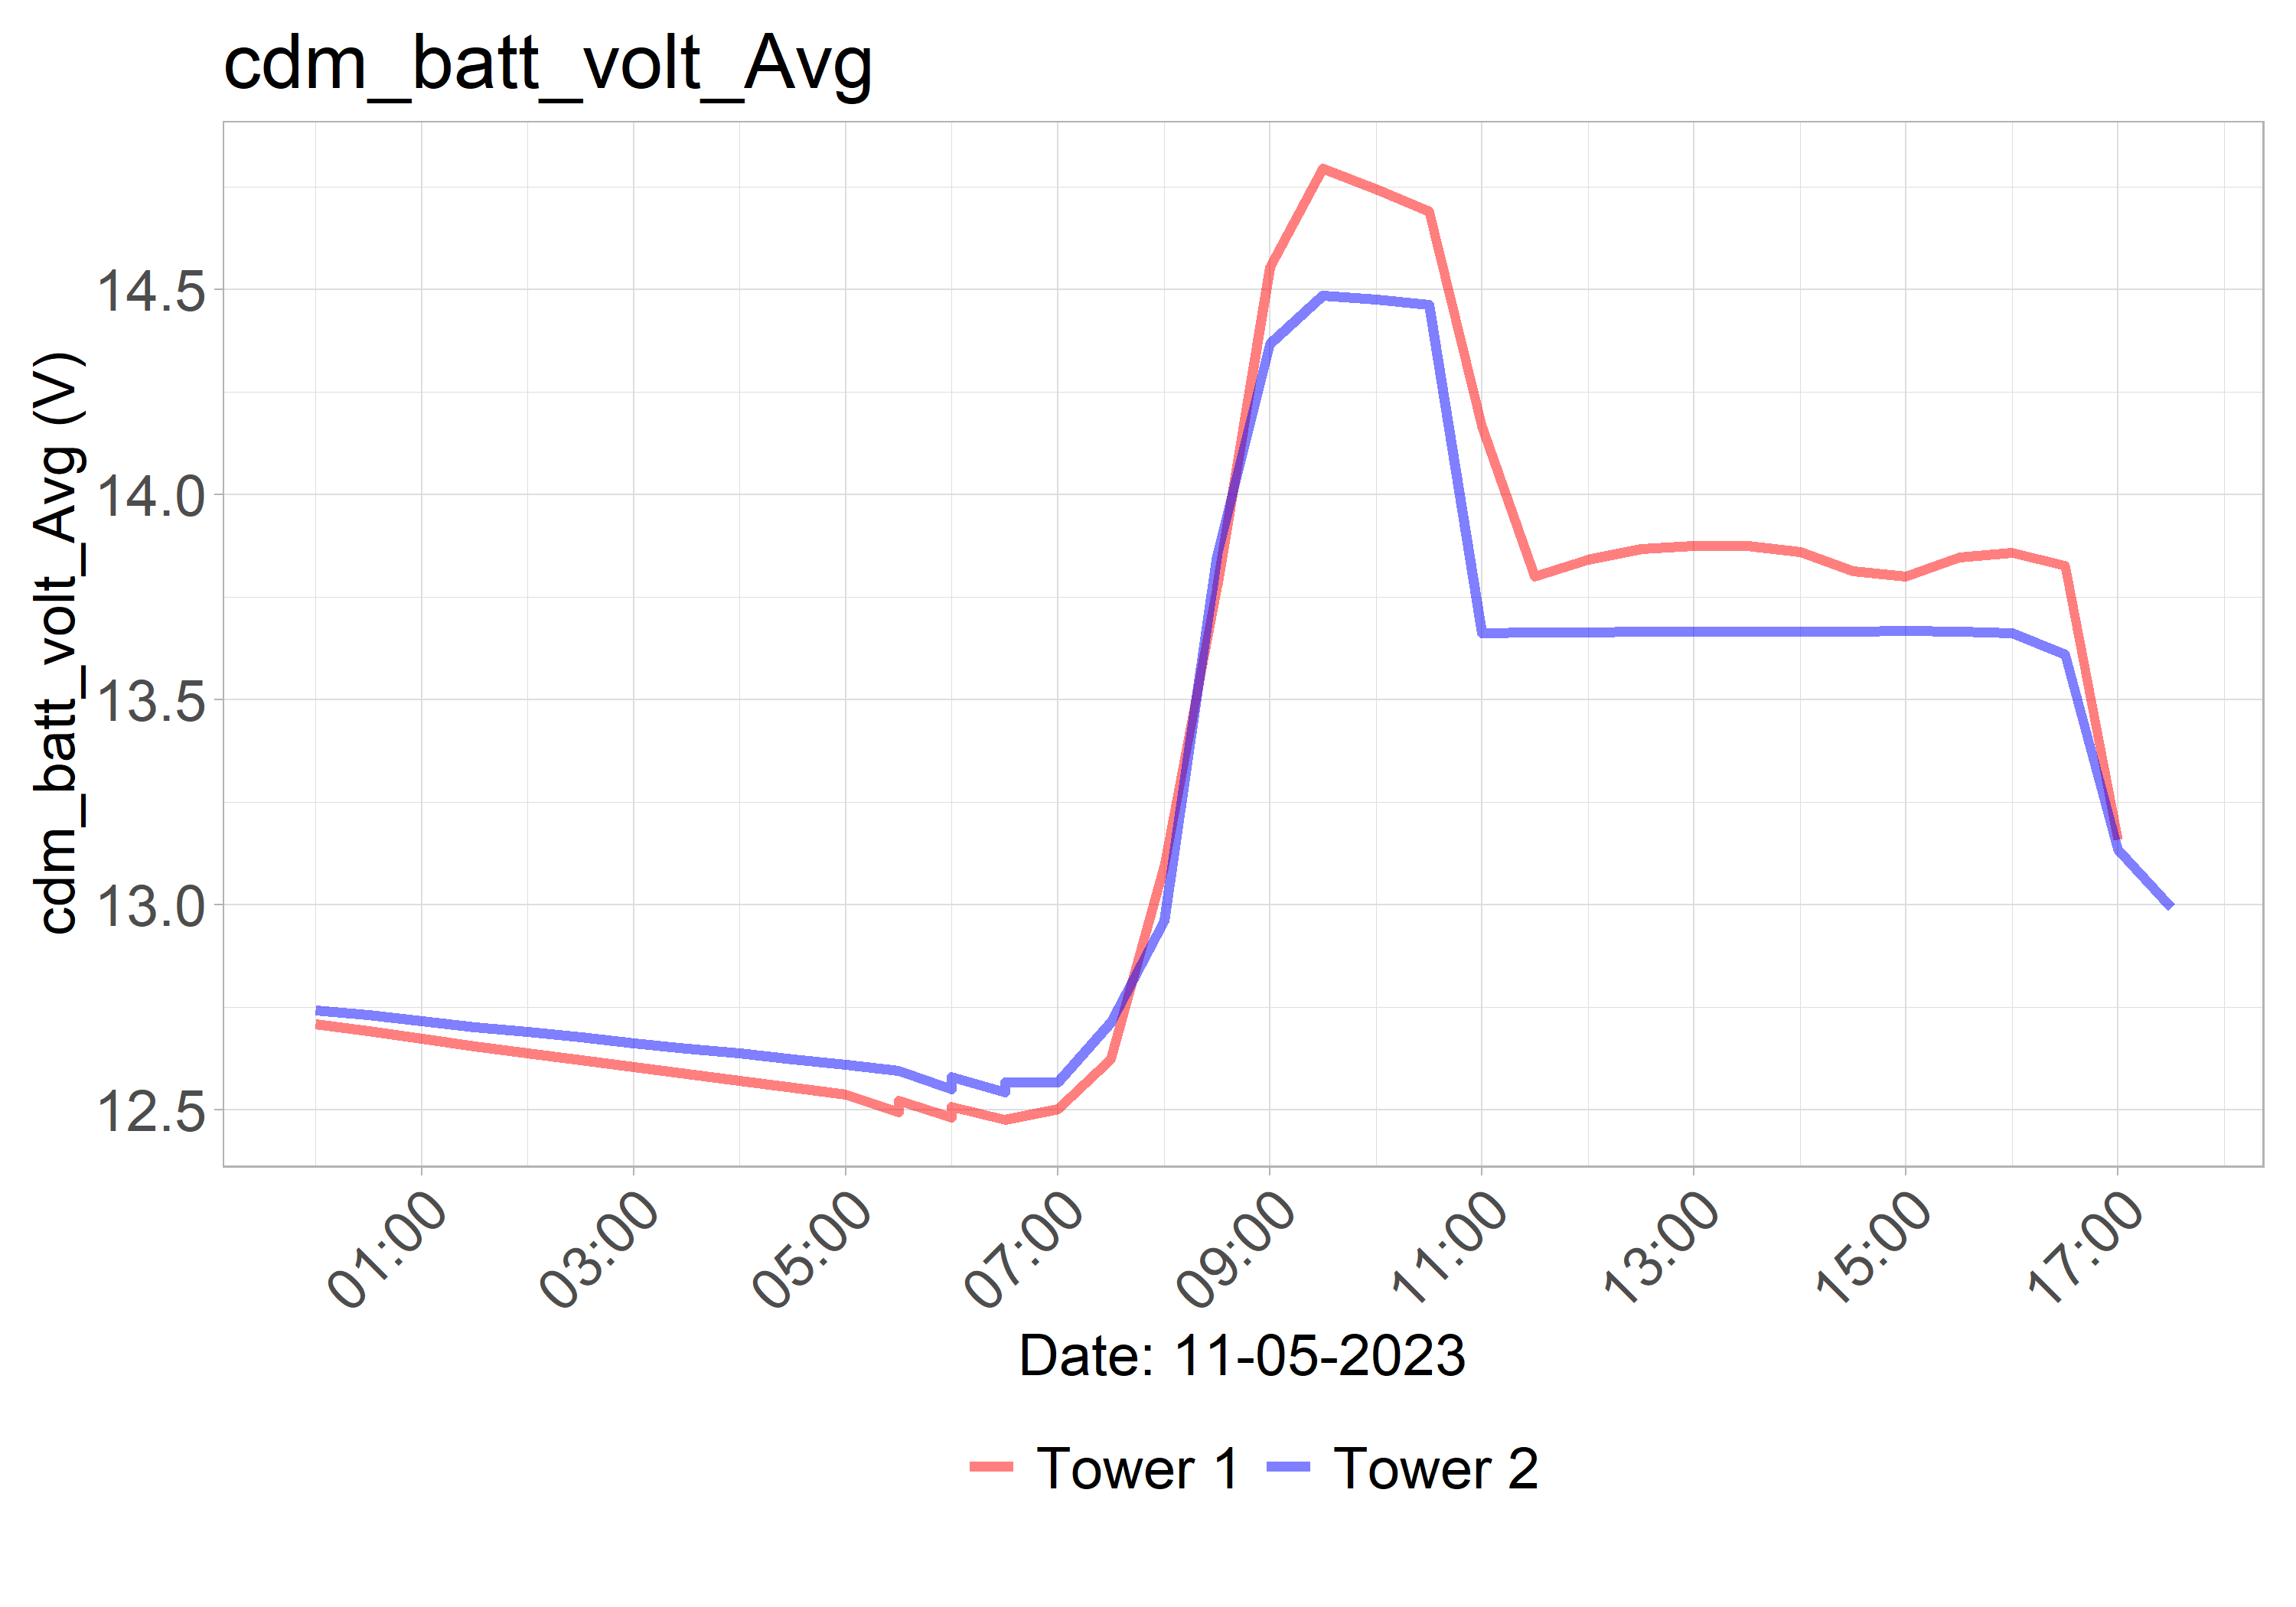 cdm_batt_volt_Avg
cdm_batt_volt_Avg (V)
14.5
14.0
13.5
13.0
12.5
01:00 03:00 05:00 07:00 09:00 11:00 13:00 15:00 17:00
Date: 11-05-2023
Tower 1 Tower 2